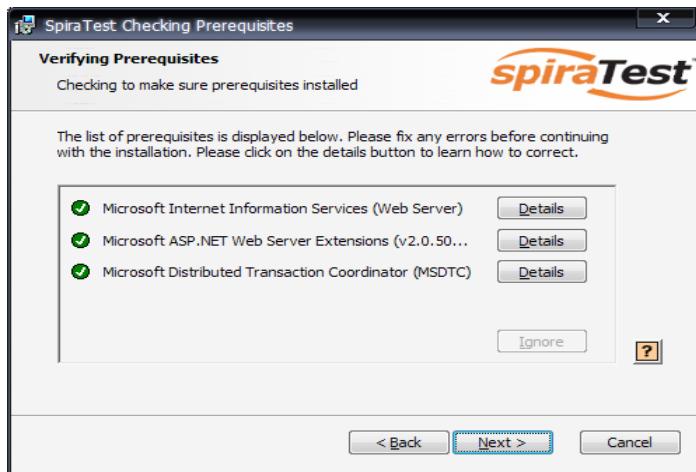 SpiraTest Checking Prerequisites
x
Verifying Prerequisites
Checking to make sure prerequisites installed
spiraTest
The list of prerequisites is displayed below. Please fix any errors before continuing
with the installation. Please click on the details button to learn how to correct.
Microsoft Internet Information Services (Web Server) Details
Microsoft ASP.NET Web Server Extensions (v2.0.50... Details
Microsoft Distributed Transaction Coordinator (MSDTC) Details
Ignore
?
< Back Next > Cancel